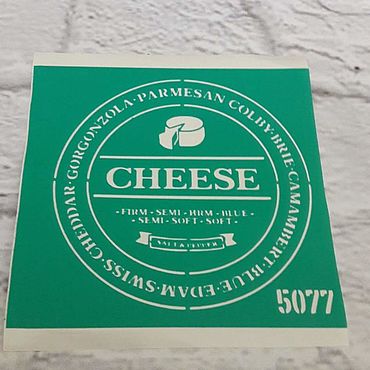 CHEDDAR·GORGONZOLA·PARMESAN COLBY·BRIE·CAMAMBERT·BLUE·EDAM·SWISS·
CHEESE
·FIRM·SEMI-FIRM·BLUE·
·SEMI-SOFT·SOFT·
5077